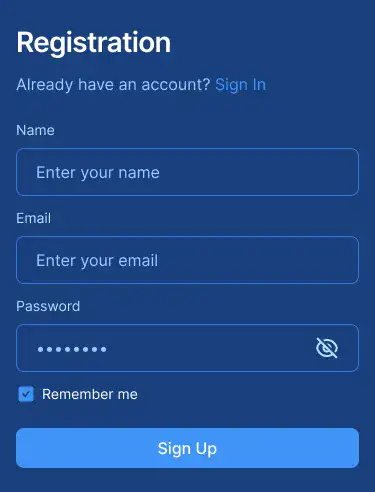 Registration
Already have an account? Sign In
Name
Enter your name
Email
Enter your email
Password
••••••••
Remember me
Sign Up